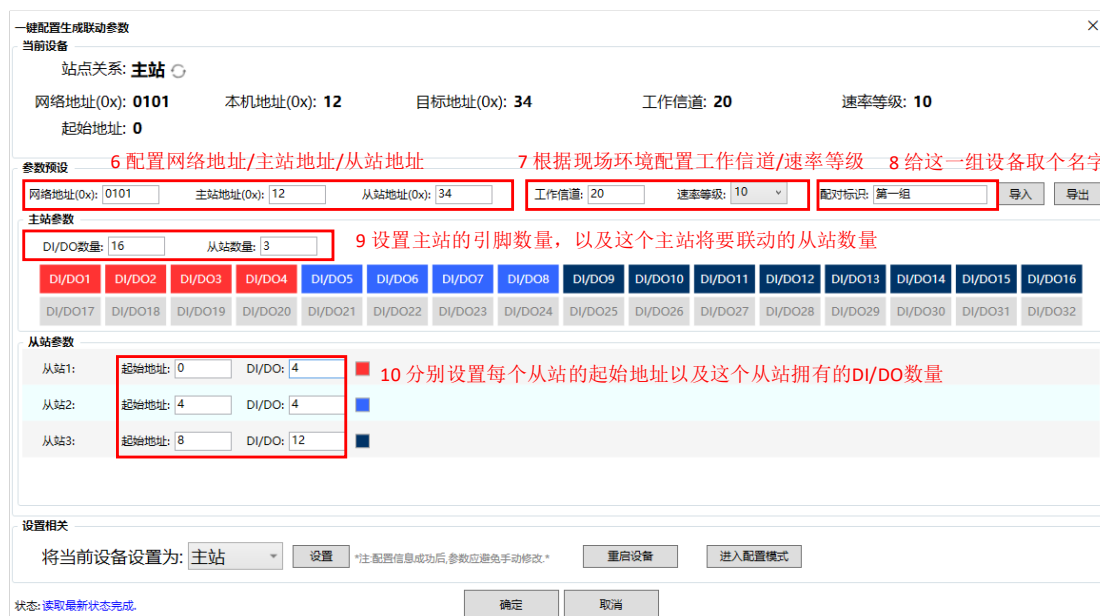 一键配置生成联动参数
当前设备
站点关系: 主站
网络地址(0x): 0101 本机地址(0x): 12 目标地址(0x): 34 工作信道: 20 速率等级: 10
起始地址: 0
参数预设
6 配置网络地址/主站地址/从站地址 7 根据现场环境配置工作信道/速率等级 8 给这一组设备取个名字
网络地址(0x): 0101 主站地址(0x): 12 从站地址(0x): 34 工作信道: 20 速率等级: 10 配对标识: 第一组 导入 导出
主站参数
DI/DO数量: 16 从站数量: 3 9 设置主站的引脚数量，以及这个主站将要联动的从站数量
DI/DO1 DI/DO2 DI/DO3 DI/DO4 DI/DO5 DI/DO6 DI/DO7 DI/DO8 DI/DO9 DI/DO10 DI/DO11 DI/DO12 DI/DO13 DI/DO14 DI/DO15 DI/DO16
DI/DO17 DI/DO18 DI/DO19 DI/DO20 DI/DO21 DI/DO22 DI/DO23 DI/DO24 DI/DO25 DI/DO26 DI/DO27 DI/DO28 DI/DO29 DI/DO30 DI/DO31 DI/DO32
从站参数
从站1: 起始地址: 0 DI/DO: 4 10 分别设置每个从站的起始地址以及这个从站拥有的DI/DO数量
从站2: 起始地址: 4 DI/DO: 4
从站3: 起始地址: 8 DI/DO: 12
设置相关
将当前设备设置为: 主站 设置 *注:配置信息成功后,参数应避免手动修改.* 重启设备 进入配置模式
状态: 读取最新状态完成. 确定 取消